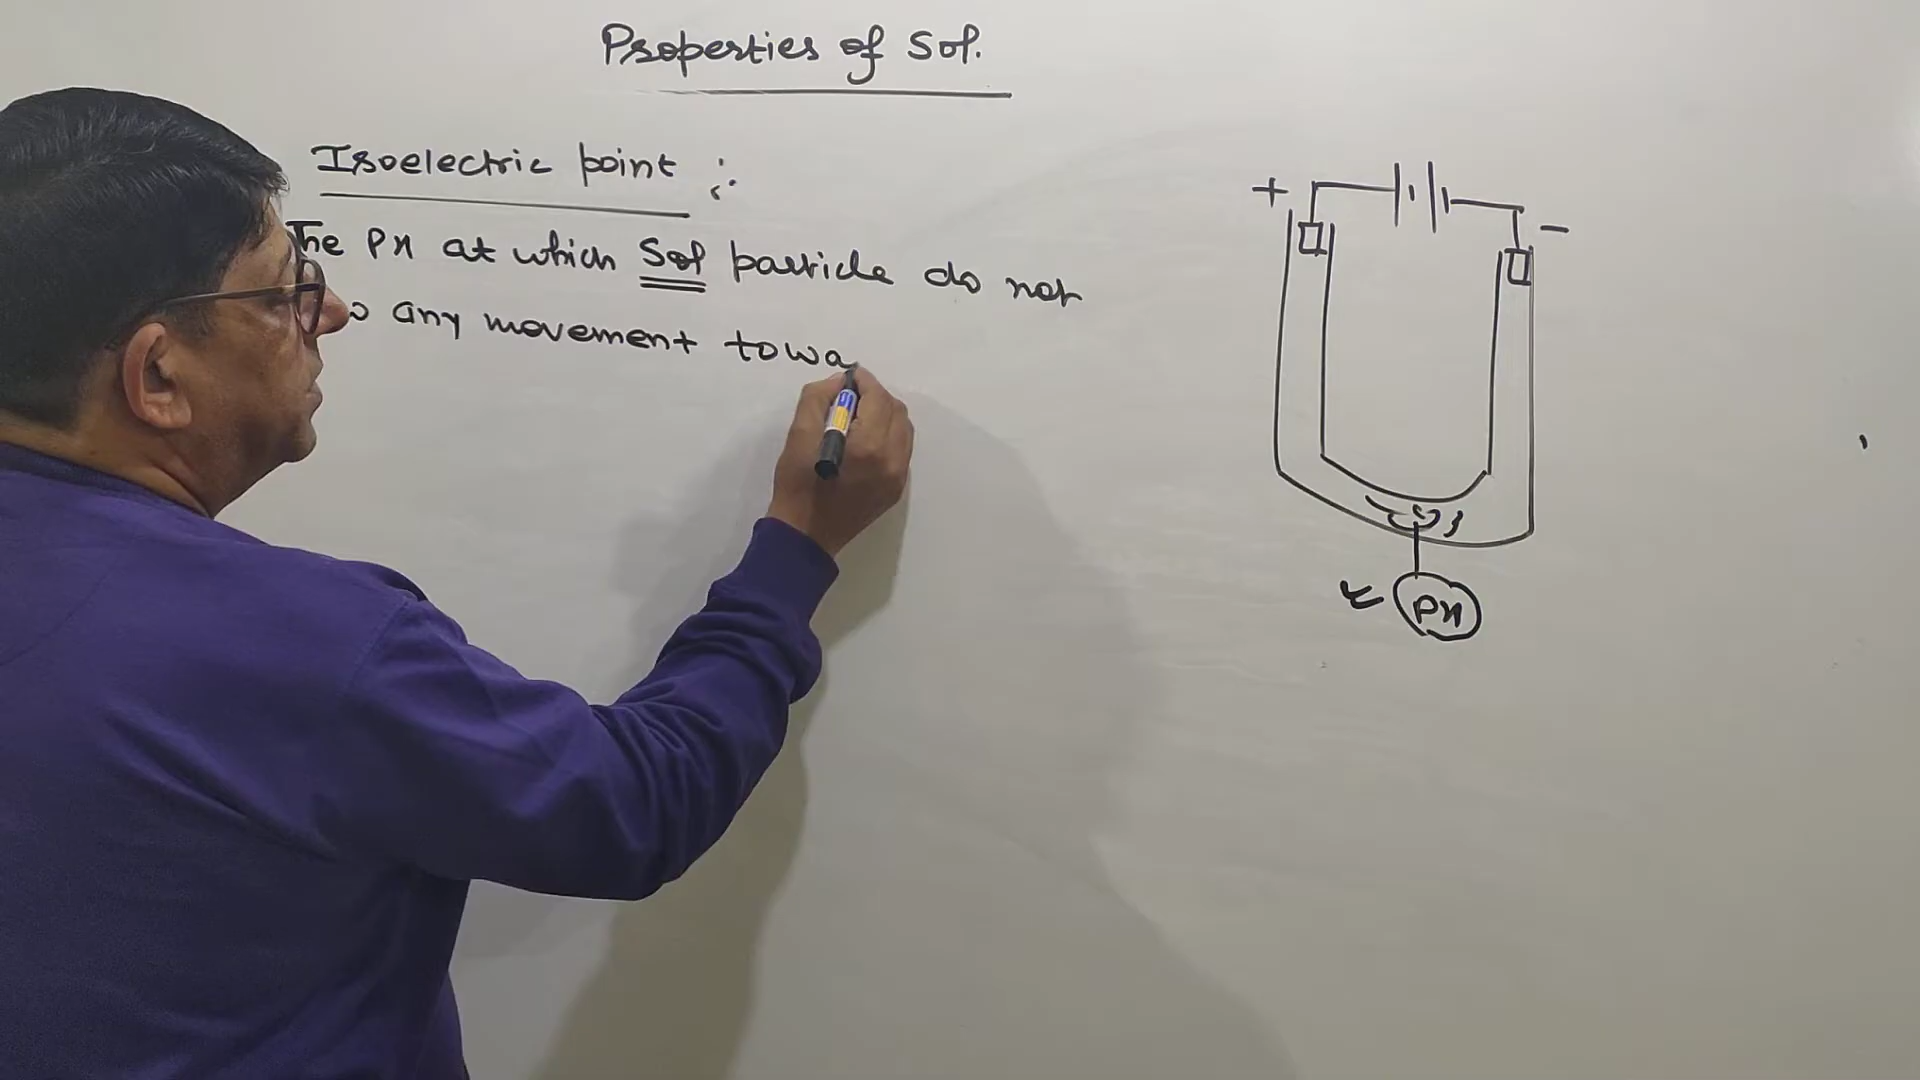 Properties of Sol.
Isoelectric point :
The PH at which Sol particle do not
any movement towa
+
-
PH